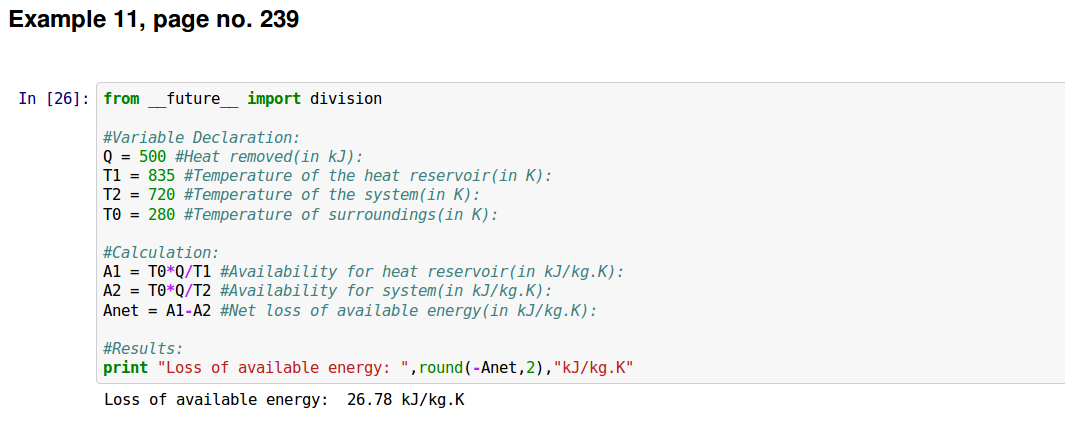 Example 11, page no. 239
In [26]: from __future__ import division
#Variable Declaration:
Q = 500 #Heat removed(in kJ):
T1 = 835 #Temperature of the heat reservoir(in K):
T2 = 720 #Temperature of the system(in K):
T0 = 280 #Temperature of surroundings(in K):
#Calculation:
A1 = T0*Q/T1 #Availability for heat reservoir(in kJ/kg.K):
A2 = T0*Q/T2 #Availability for system(in kJ/kg.K):
Anet = A1-A2 #Net loss of available energy(in kJ/kg.K):
#Results:
print "Loss of available energy: ",round(-Anet,2),"kJ/kg.K"
Loss of available energy:  26.78 kJ/kg.K